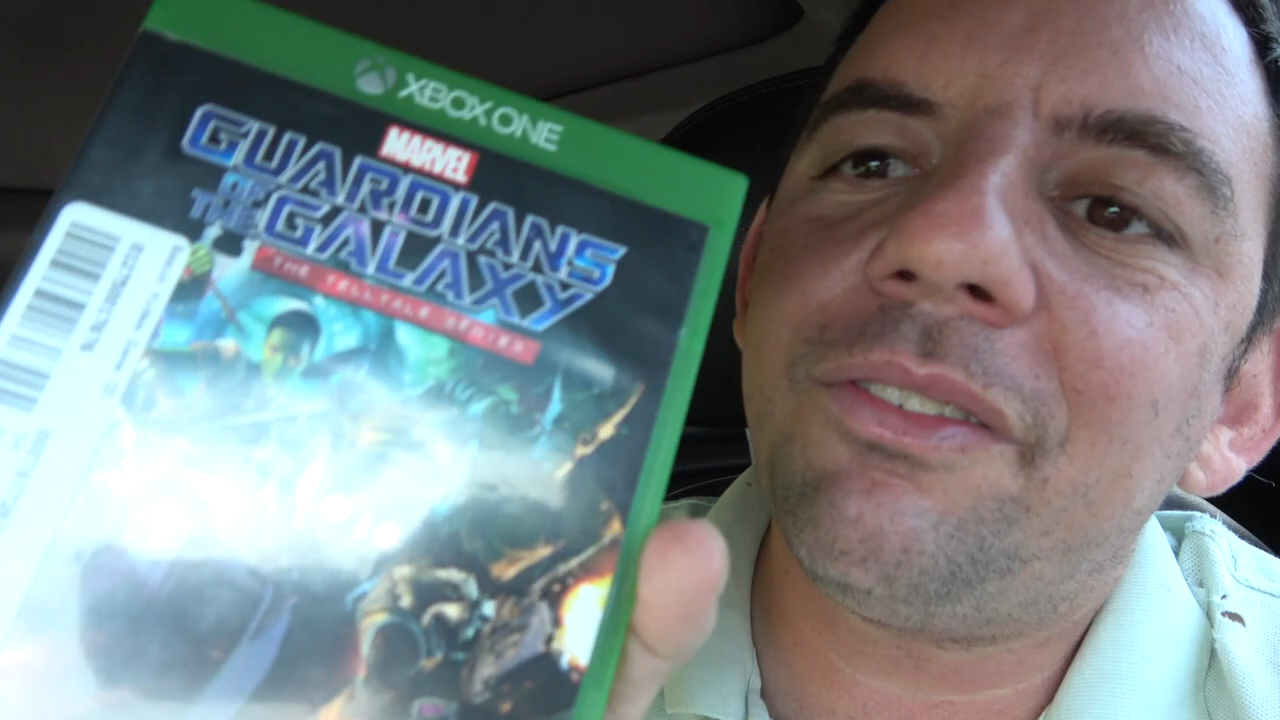 XBOX ONE
MARVEL
GUARDIANS
OF THE GALAXY
THE TELLTALE SERIES